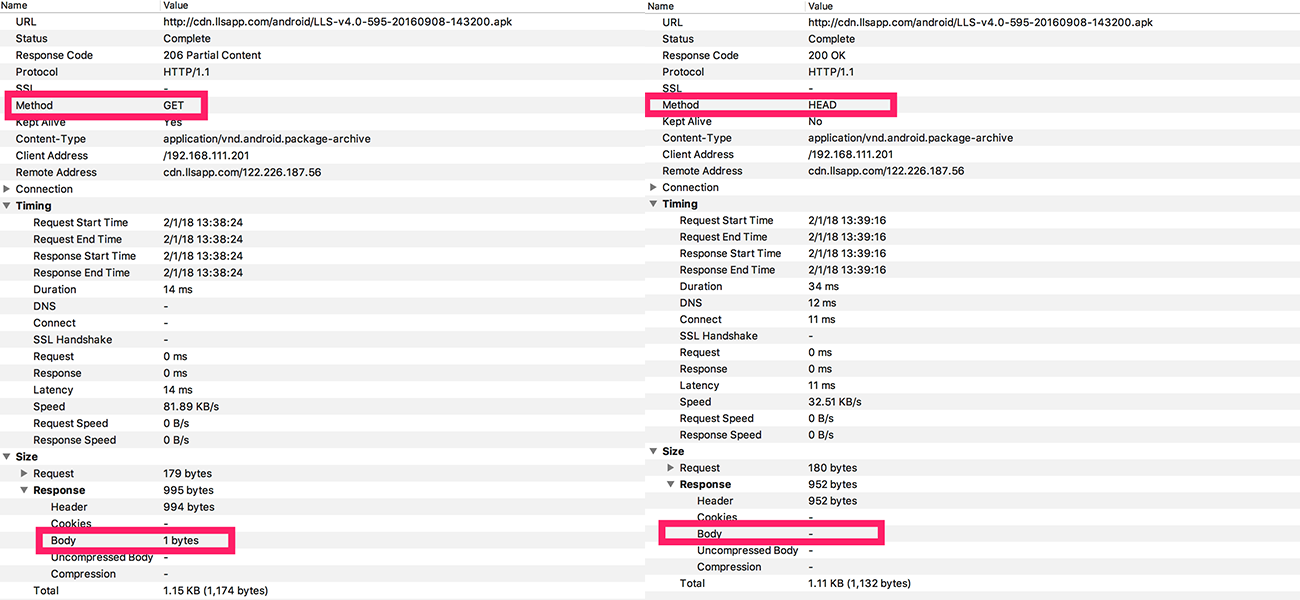 Name Value
URL http://cdn.llsapp.com/android/LLS-v4.0-595-20160908-143200.apk
Status Complete
Response Code 206 Partial Content
Protocol HTTP/1.1
SSL -
Method GET
Kept Alive Yes
Content-Type application/vnd.android.package-archive
Client Address /192.168.111.201
Remote Address cdn.llsapp.com/122.226.187.56
Connection
Timing
Request Start Time 2/1/18 13:38:24
Request End Time 2/1/18 13:38:24
Response Start Time 2/1/18 13:38:24
Response End Time 2/1/18 13:38:24
Duration 14 ms
DNS -
Connect -
SSL Handshake -
Request 0 ms
Response 0 ms
Latency 14 ms
Speed 81.89 KB/s
Request Speed 0 B/s
Response Speed 0 B/s
Size
Request 179 bytes
Response 995 bytes
Header 994 bytes
Cookies -
Body 1 bytes
Uncompressed Body -
Compression -
Total 1.15 KB (1,174 bytes)
Name Value
URL http://cdn.llsapp.com/android/LLS-v4.0-595-20160908-143200.apk
Status Complete
Response Code 200 OK
Protocol HTTP/1.1
SSL -
Method HEAD
Kept Alive No
Content-Type application/vnd.android.package-archive
Client Address /192.168.111.201
Remote Address cdn.llsapp.com/122.226.187.56
Connection
Timing
Request Start Time 2/1/18 13:39:16
Request End Time 2/1/18 13:39:16
Response Start Time 2/1/18 13:39:16
Response End Time 2/1/18 13:39:16
Duration 34 ms
DNS 12 ms
Connect 11 ms
SSL Handshake -
Request 0 ms
Response 0 ms
Latency 11 ms
Speed 32.51 KB/s
Request Speed 0 B/s
Response Speed 0 B/s
Size
Request 180 bytes
Response 952 bytes
Header 952 bytes
Cookies -
Body -
Uncompressed Body -
Compression -
Total 1.11 KB (1,132 bytes)